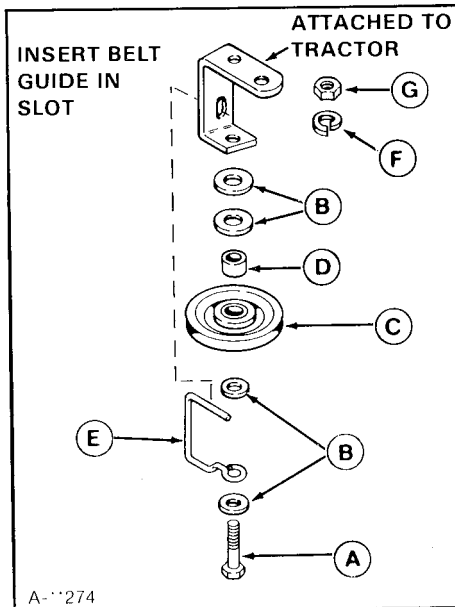 INSERT BELT
GUIDE IN
SLOT
ATTACHED TO
TRACTOR
G
F
B
D
C
E
B
A